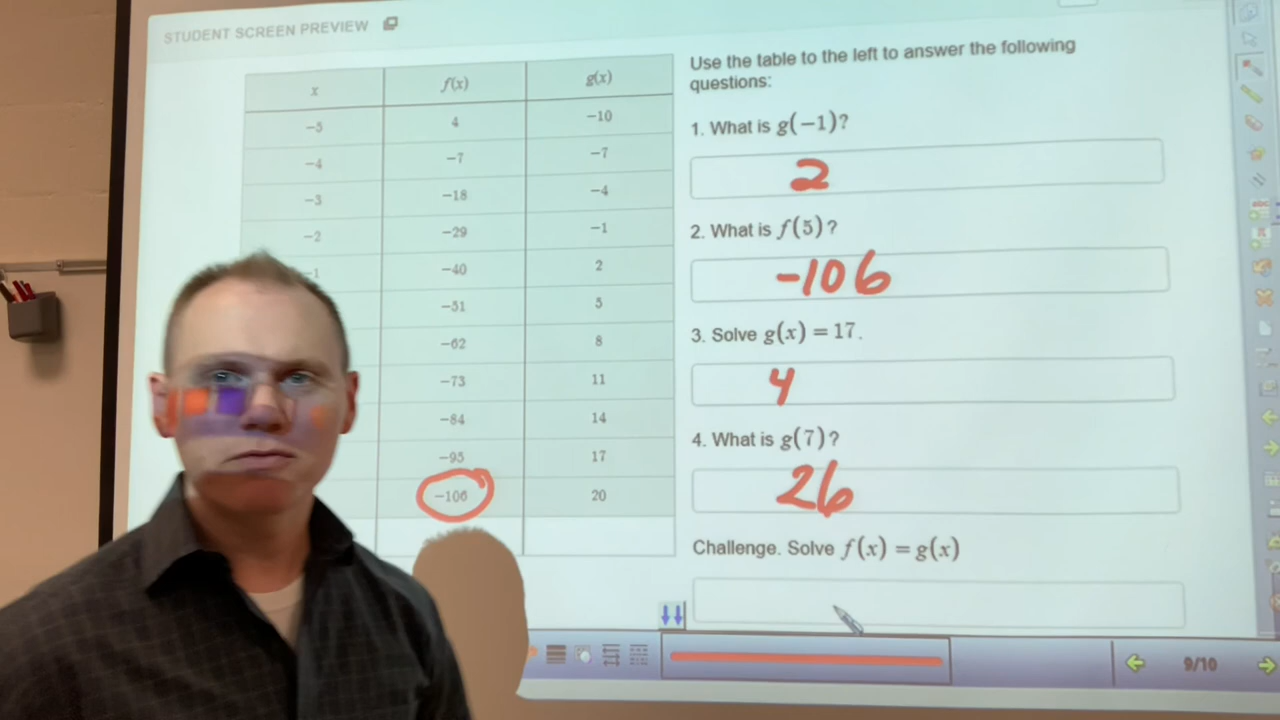 STUDENT SCREEN PREVIEW
x f(x) g(x)
−5 4 −10
−4 −7 −7
−3 −18 −4
−2 −29 −1
−1 −40 2
−51 5
−62 8
−73 11
−84 14
−95 17
−106 20
Use the table to the left to answer the following
questions:
1. What is g(−1)?
2
2. What is f(5)?
-106
3. Solve g(x) = 17.
4
4. What is g(7)?
26
Challenge. Solve f(x) = g(x)
9/10